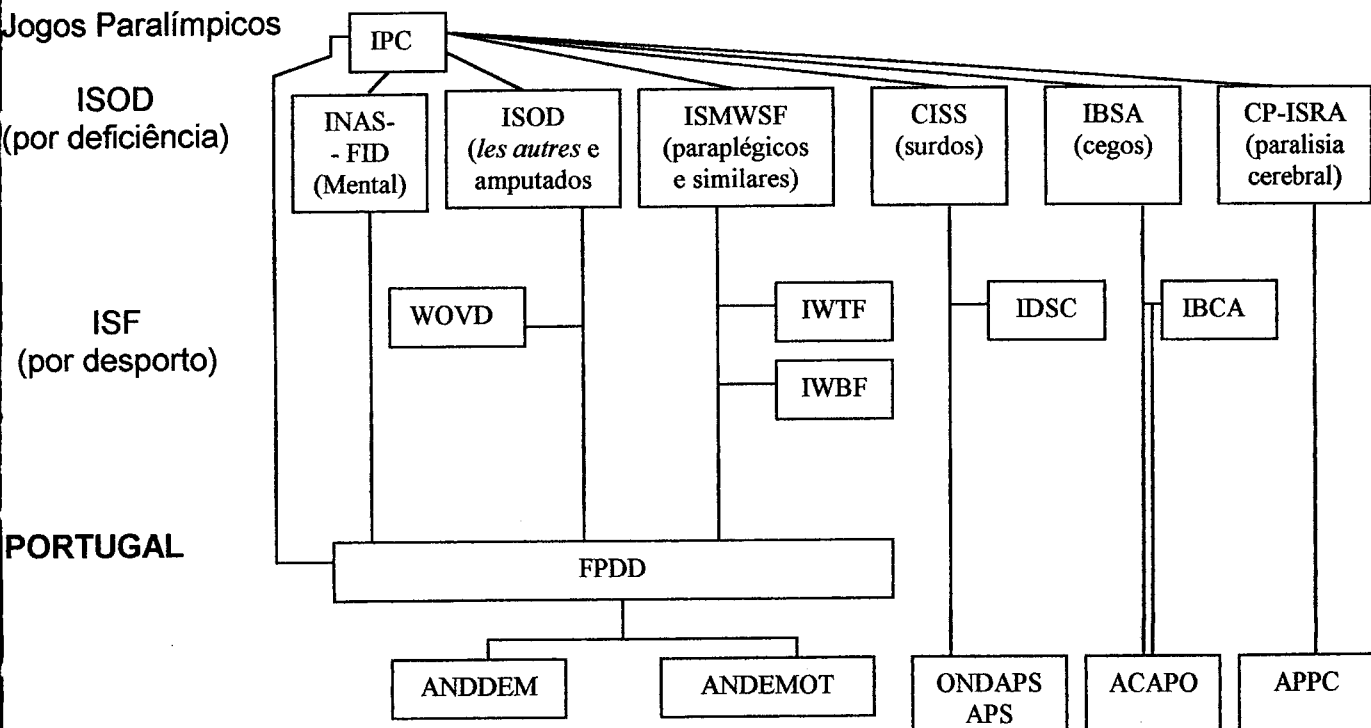 Jogos Paralímpicos
IPC
ISOD
(por deficiência)
INAS-
- FID
(Mental)
ISOD
(les autres e
amputados
ISMWSF
(paraplégicos
e similares)
CISS
(surdos)
IBSA
(cegos)
CP-ISRA
(paralisia
cerebral)
ISF
(por desporto)
WOVD
IWTF
IWBF
IDSC
IBCA
PORTUGAL
FPDD
ANDDEM
ANDEMOT
ONDAPS
APS
ACAPO
APPC